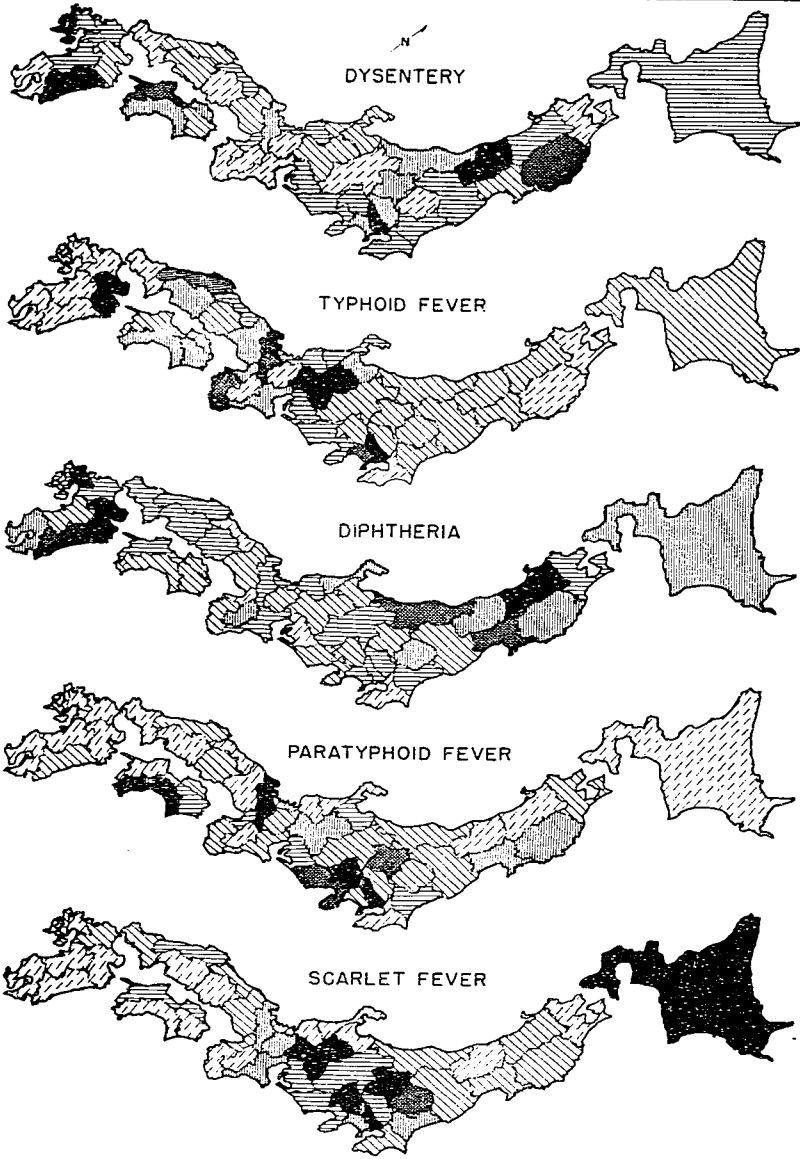 N
DYSENTERY
TYPHOID FEVER
DIPHTHERIA
PARATYPHOID FEVER
SCARLET FEVER